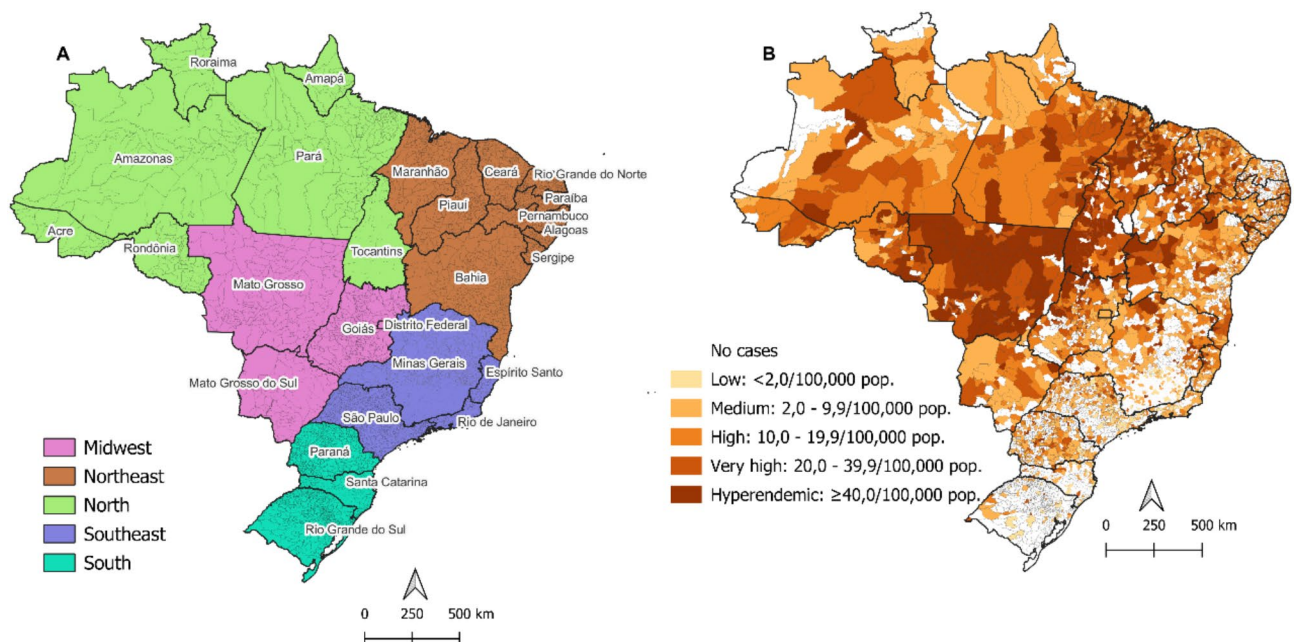 A
Roraima
Amapá
Amazonas
Pará
Maranhão
Ceará
Rio Grande do Norte
Paraíba
Piauí
Pernambuco
Alagoas
Sergipe
Acre
Rondônia
Tocantins
Mato Grosso
Bahia
Goiás
Distrito Federal
Minas Gerais
Espírito Santo
Mato Grosso do Sul
São Paulo
Rio de Janeiro
Paraná
Santa Catarina
Rio Grande do Sul
Midwest
Northeast
North
Southeast
South
0 250 500 km
B
No cases
Low: <2,0/100,000 pop.
Medium: 2,0 - 9,9/100,000 pop.
High: 10,0 - 19,9/100,000 pop.
Very high: 20,0 - 39,9/100,000 pop.
Hyperendemic: ≥40,0/100,000 pop.
0 250 500 km